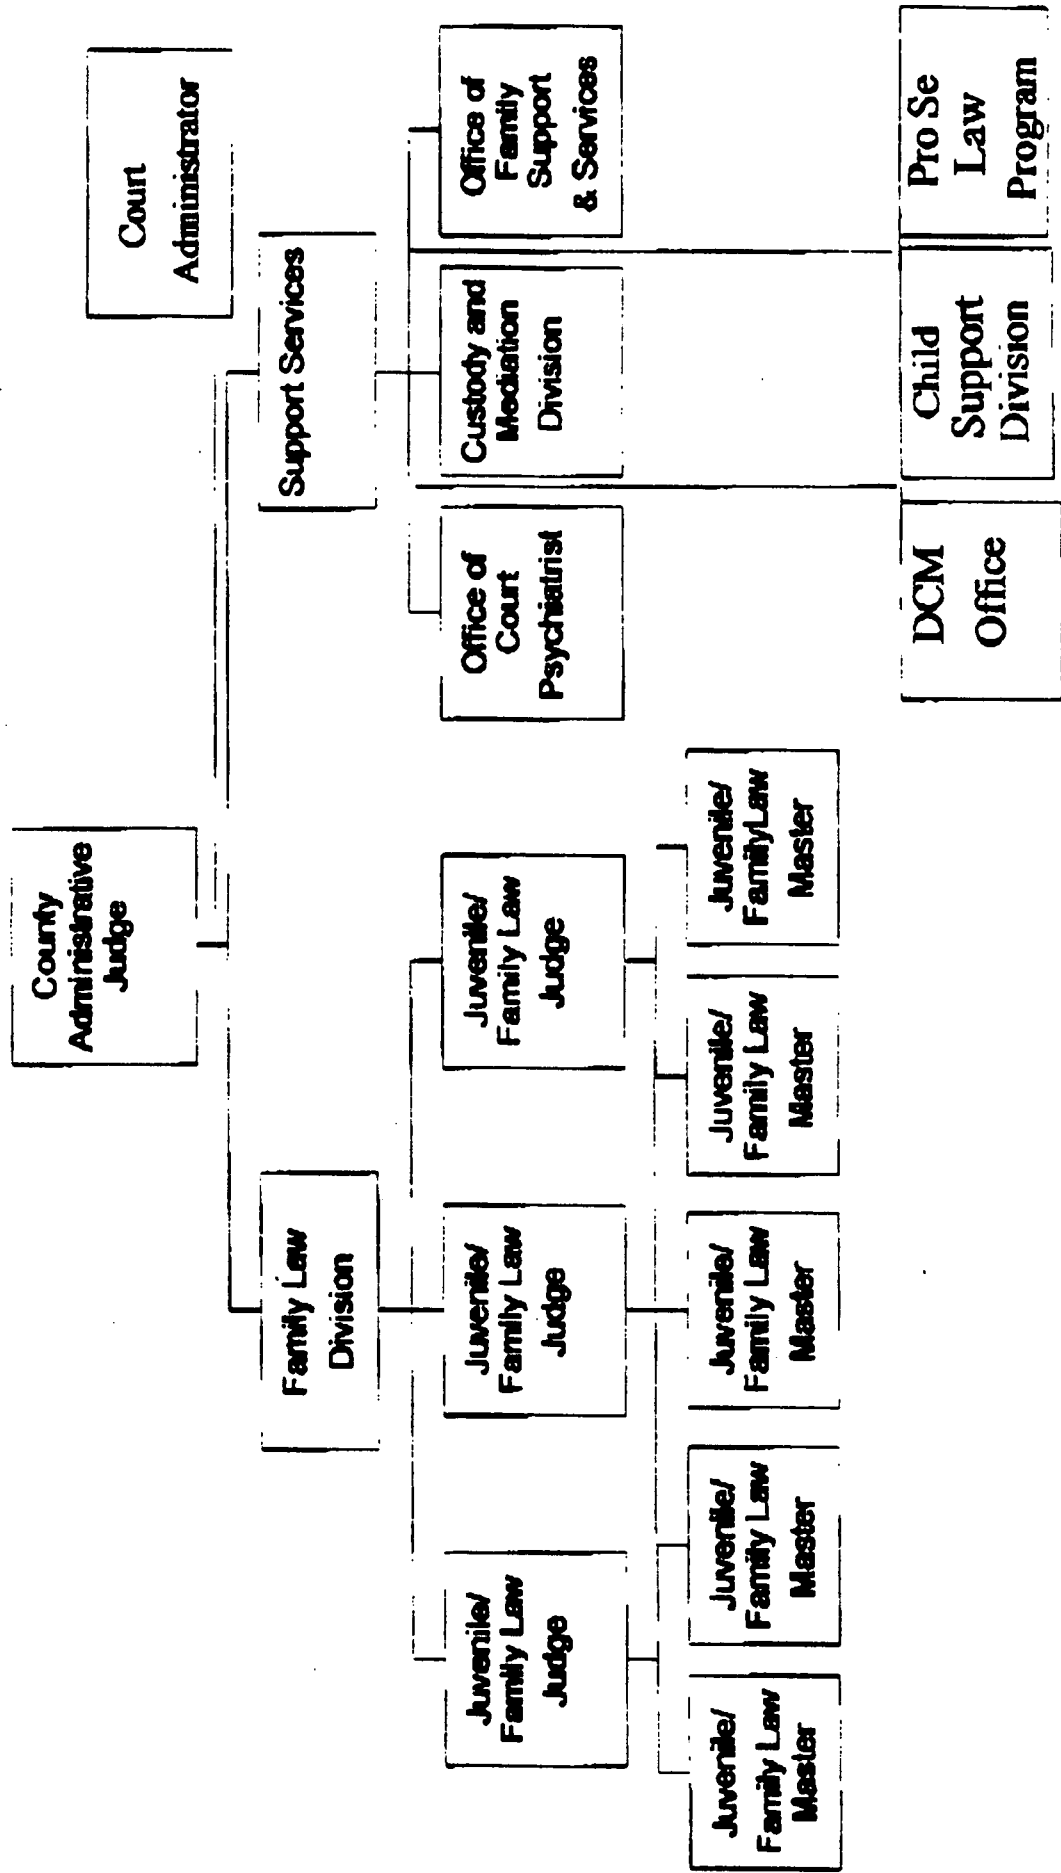 County
Administrative
Judge
Court
Administrator
Family Law
Division
Support Services
Juvenile/
Family Law
Judge
Juvenile/
Family Law
Judge
Juvenile/
Family Law
Judge
Office of
Court
Psychiatrist
Custody and
Mediation
Division
Office of
Family
Support
& Services
Juvenile/
Family Law
Master
Juvenile/
Family Law
Master
Juvenile/
Family Law
Master
Juvenile/
Family Law
Master
Juvenile/
FamilyLaw
Master
DCM
Office
Child
Support
Division
Pro Se
Law
Program